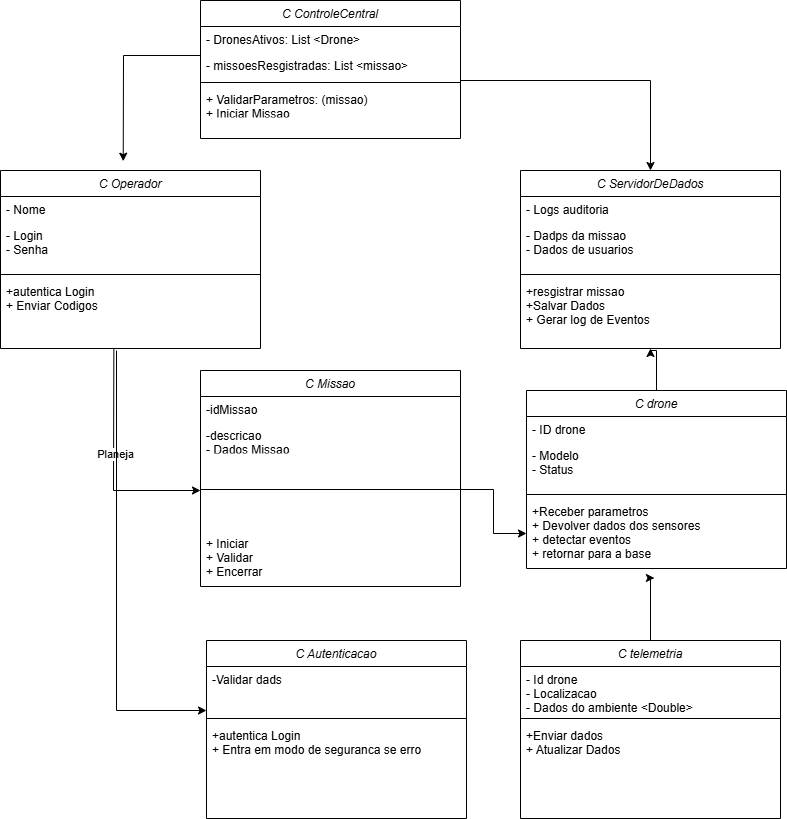 C ControleCentral
- DronesAtivos: List <Drone>
- missoesResgistradas: List <missao>
+ ValidarParametros: (missao)
+ Iniciar Missao
C Operador
- Nome
- Login
- Senha
+autentica Login
+ Enviar Codigos
C ServidorDeDados
- Logs auditoria
- Dadps da missao
- Dados de usuarios
+resgistrar missao
+Salvar Dados
+ Gerar log de Eventos
Planeja
C Missao
-idMissao
-descricao
- Dados Missao
+ Iniciar
+ Validar
+ Encerrar
C drone
- ID drone
- Modelo
- Status
+Receber parametros
+ Devolver dados dos sensores
+ detectar eventos
+ retornar para a base
C Autenticacao
-Validar dads
+autentica Login
+ Entra em modo de seguranca se erro
C telemetria
- Id drone
- Localizacao
- Dados do ambiente <Double>
+Enviar dados
+ Atualizar Dados